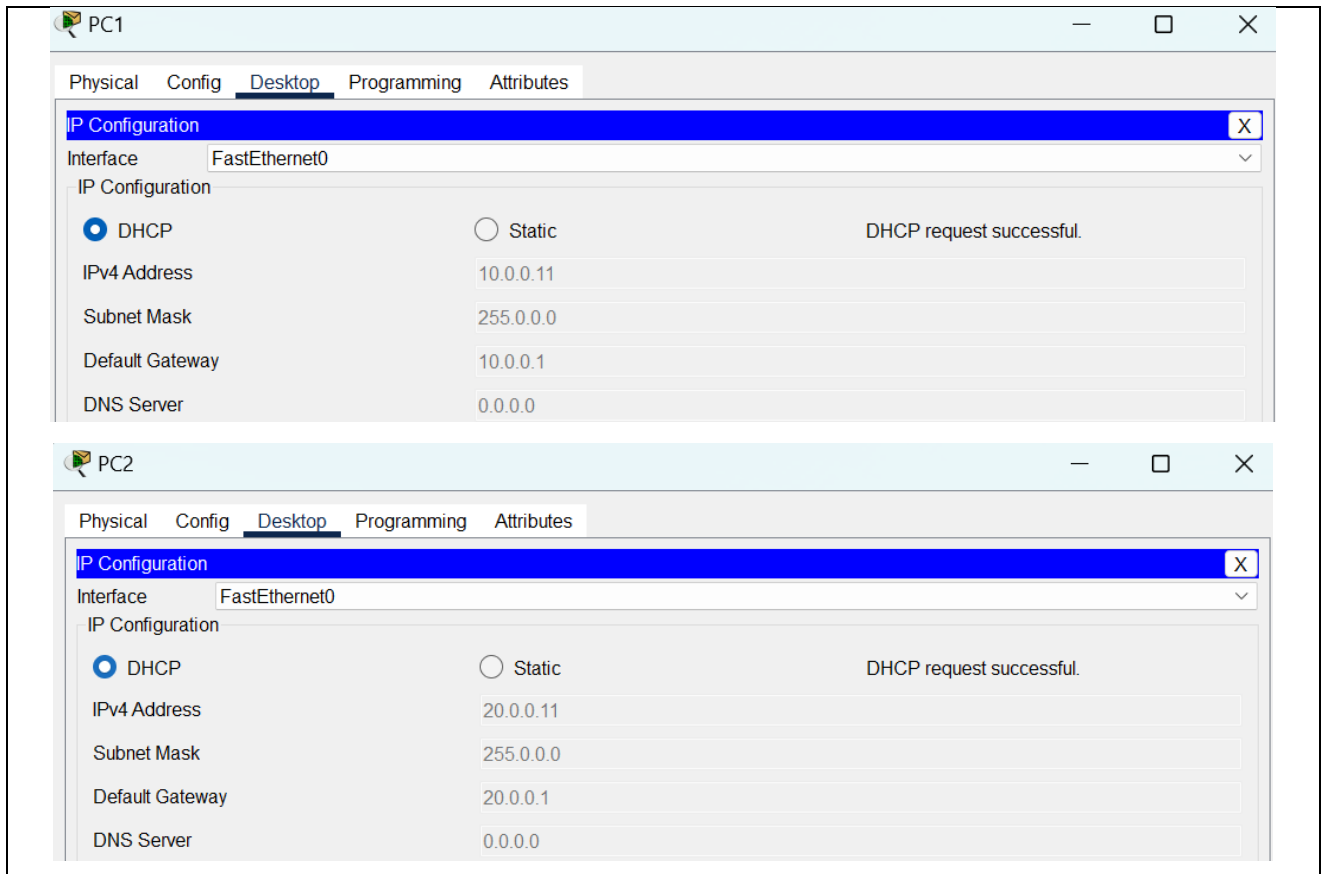 PC1
Physical Config Desktop Programming Attributes
IP Configuration X
Interface FastEthernet0
IP Configuration
DHCP Static DHCP request successful.
IPv4 Address 10.0.0.11
Subnet Mask 255.0.0.0
Default Gateway 10.0.0.1
DNS Server 0.0.0.0
PC2
Physical Config Desktop Programming Attributes
IP Configuration X
Interface FastEthernet0
IP Configuration
DHCP Static DHCP request successful.
IPv4 Address 20.0.0.11
Subnet Mask 255.0.0.0
Default Gateway 20.0.0.1
DNS Server 0.0.0.0